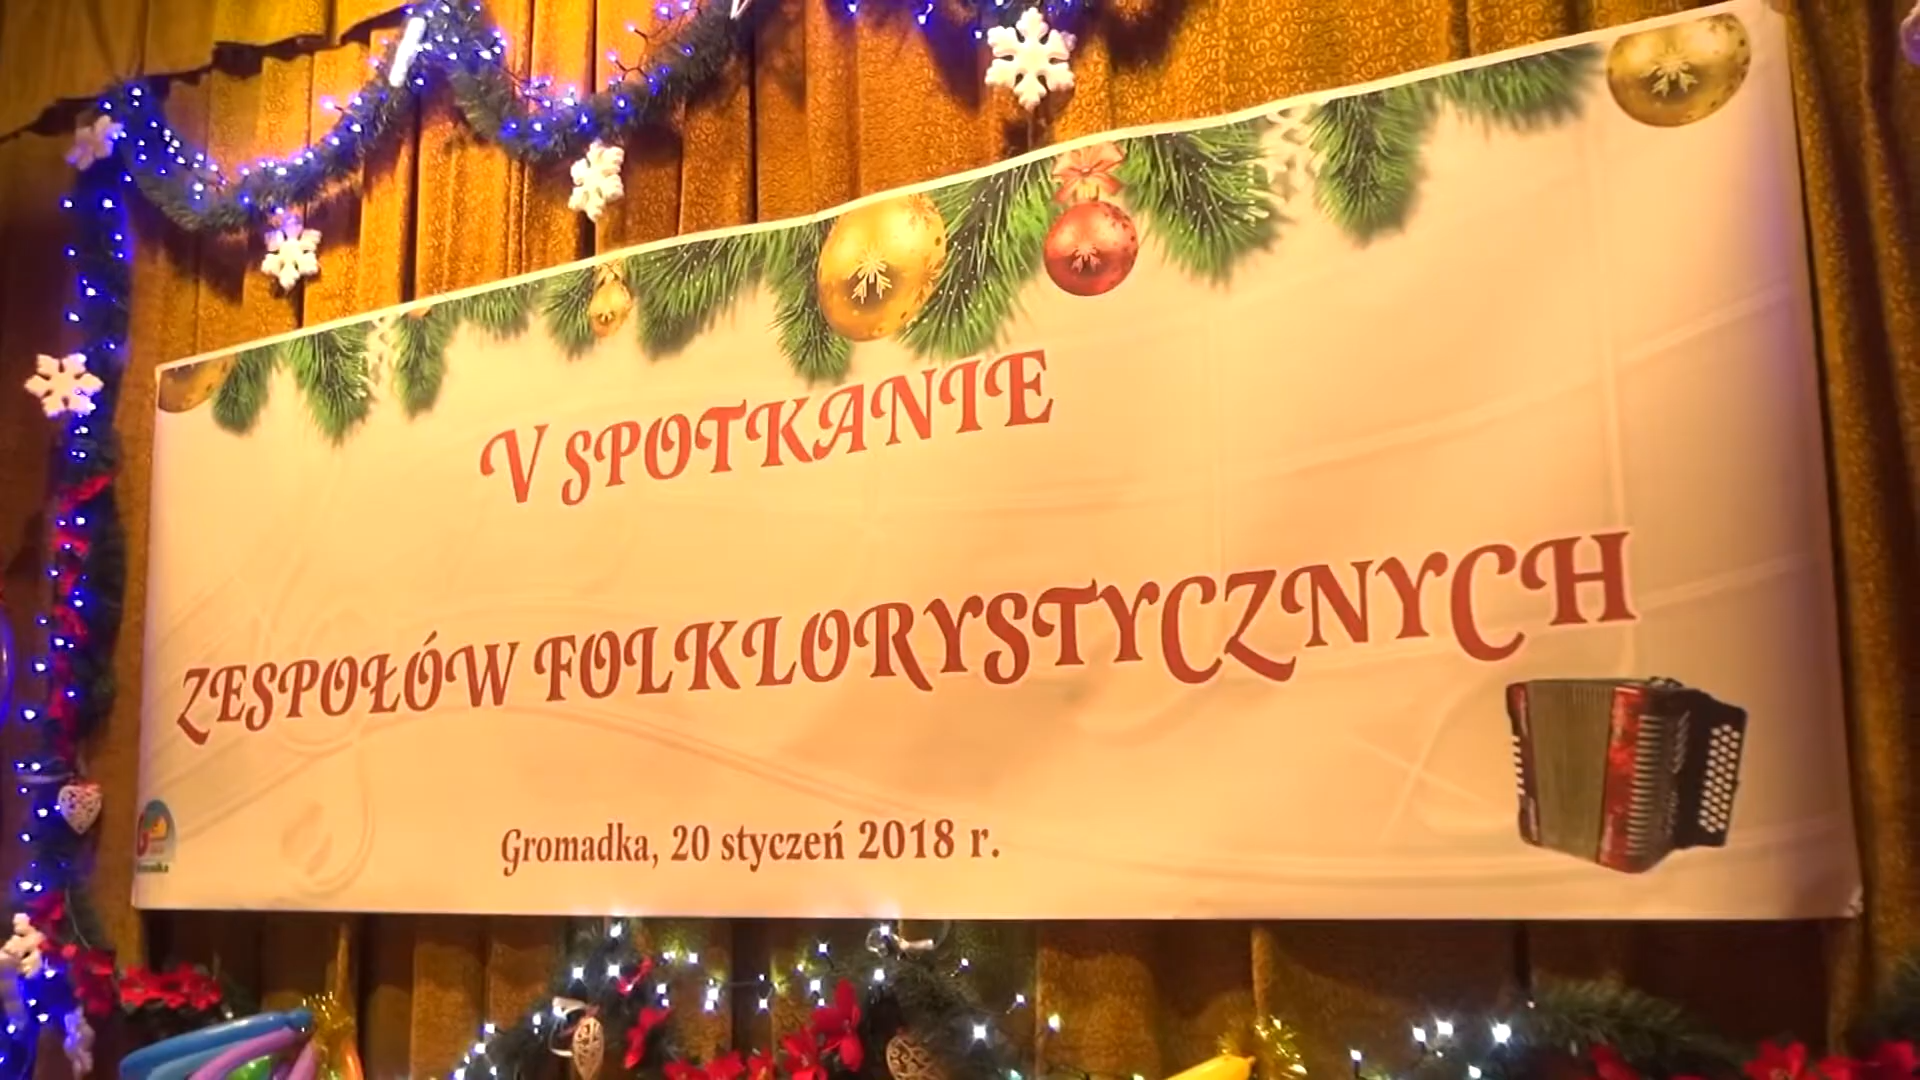 V SPOTKANIE
ZESPOŁÓW FOLKLORYSTYCZNYCH
Gromadka, 20 styczeń 2018 r.